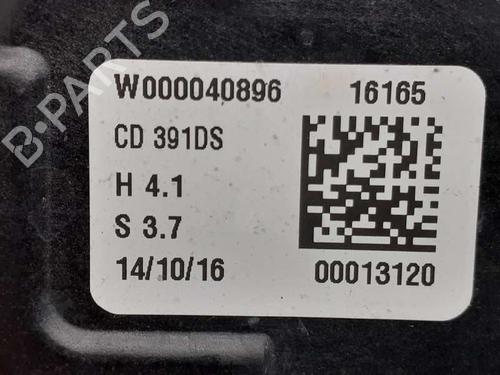 B-PARTS
W000040896 16165
CD 391DS
H 4.1
S 3.7
14/10/16 00013120